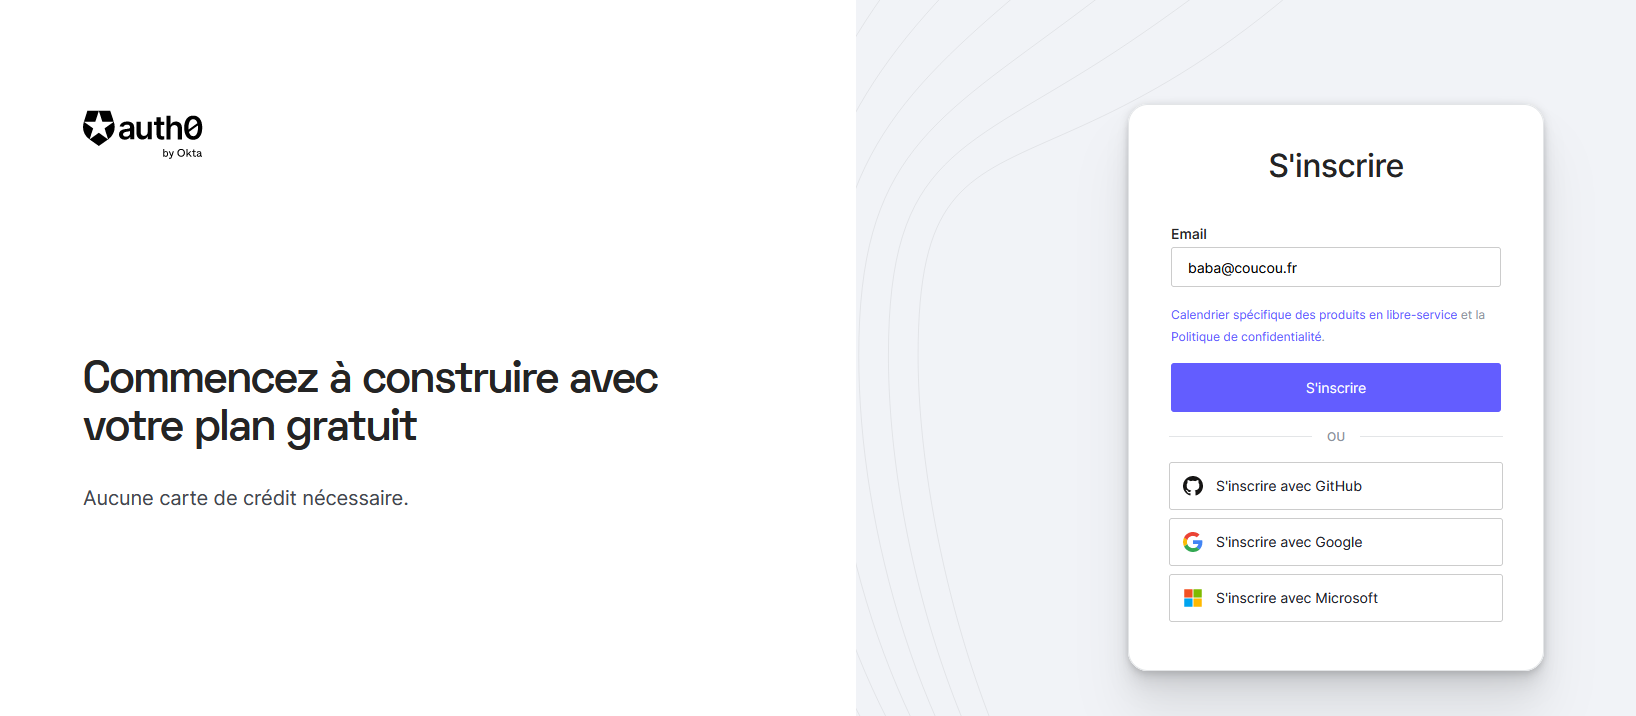 auth0
by Okta
Commencez à construire avec
votre plan gratuit
Aucune carte de crédit nécessaire.
S'inscrire
Email
baba@coucou.fr
Calendrier spécifique des produits en libre-service et la
Politique de confidentialité.
S'inscrire
OU
S'inscrire avec GitHub
S'inscrire avec Google
S'inscrire avec Microsoft